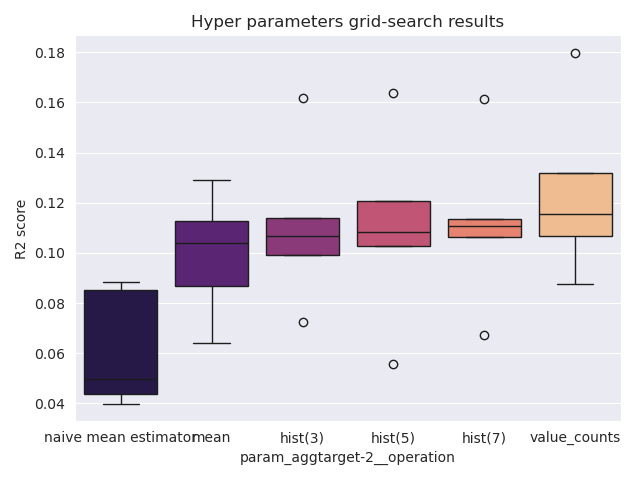 Hyper parameters grid-search results
R2 score
0.18
0.16
0.14
0.12
0.10
0.08
0.06
0.04
naive mean estimator mean hist(3) hist(5) hist(7) value_counts
param_aggtarget-2__operation